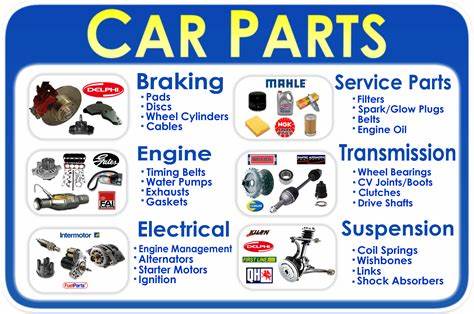 CAR PARTS
Braking
• Pads
• Discs
• Wheel Cylinders
• Cables
DELPHI
Service Parts
• Filters
• Spark/Glow Plugs
• Belts
• Engine Oil
MAHLE
NGK
Engine
• Timing Belts
• Water Pumps
• Exhausts
• Gaskets
Gates
FAI
Transmission
• Wheel Bearings
• CV Joints/Boots
• Clutches
• Drive Shafts
Electrical
• Engine Management
• Alternators
• Starter Motors
• Ignition
Intermotor
DELPHI
FuelParts
Suspension
• Coil Springs
• Wishbones
• Links
• Shock Absorbers
FIRST LINE
QH